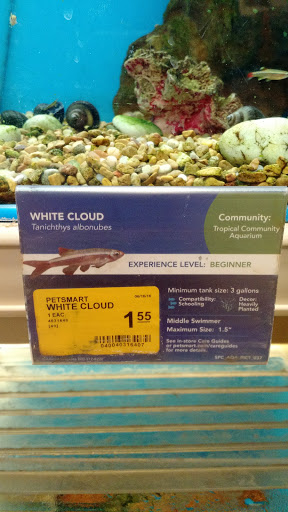 WHITE CLOUD
Tanichthys albonubes
Community:
Tropical Community
Aquarium
EXPERIENCE LEVEL: BEGINNER
Minimum tank size: 3 gallons
Compatibility:
Schooling
Decor:
Heavily
Planted
Middle Swimmer
Maximum Size: 1.5"
See in-store Care Guides
or petsmart.com/careguides
for more details.
PETSMART
WHITE CLOUD
1 EAC
1 55